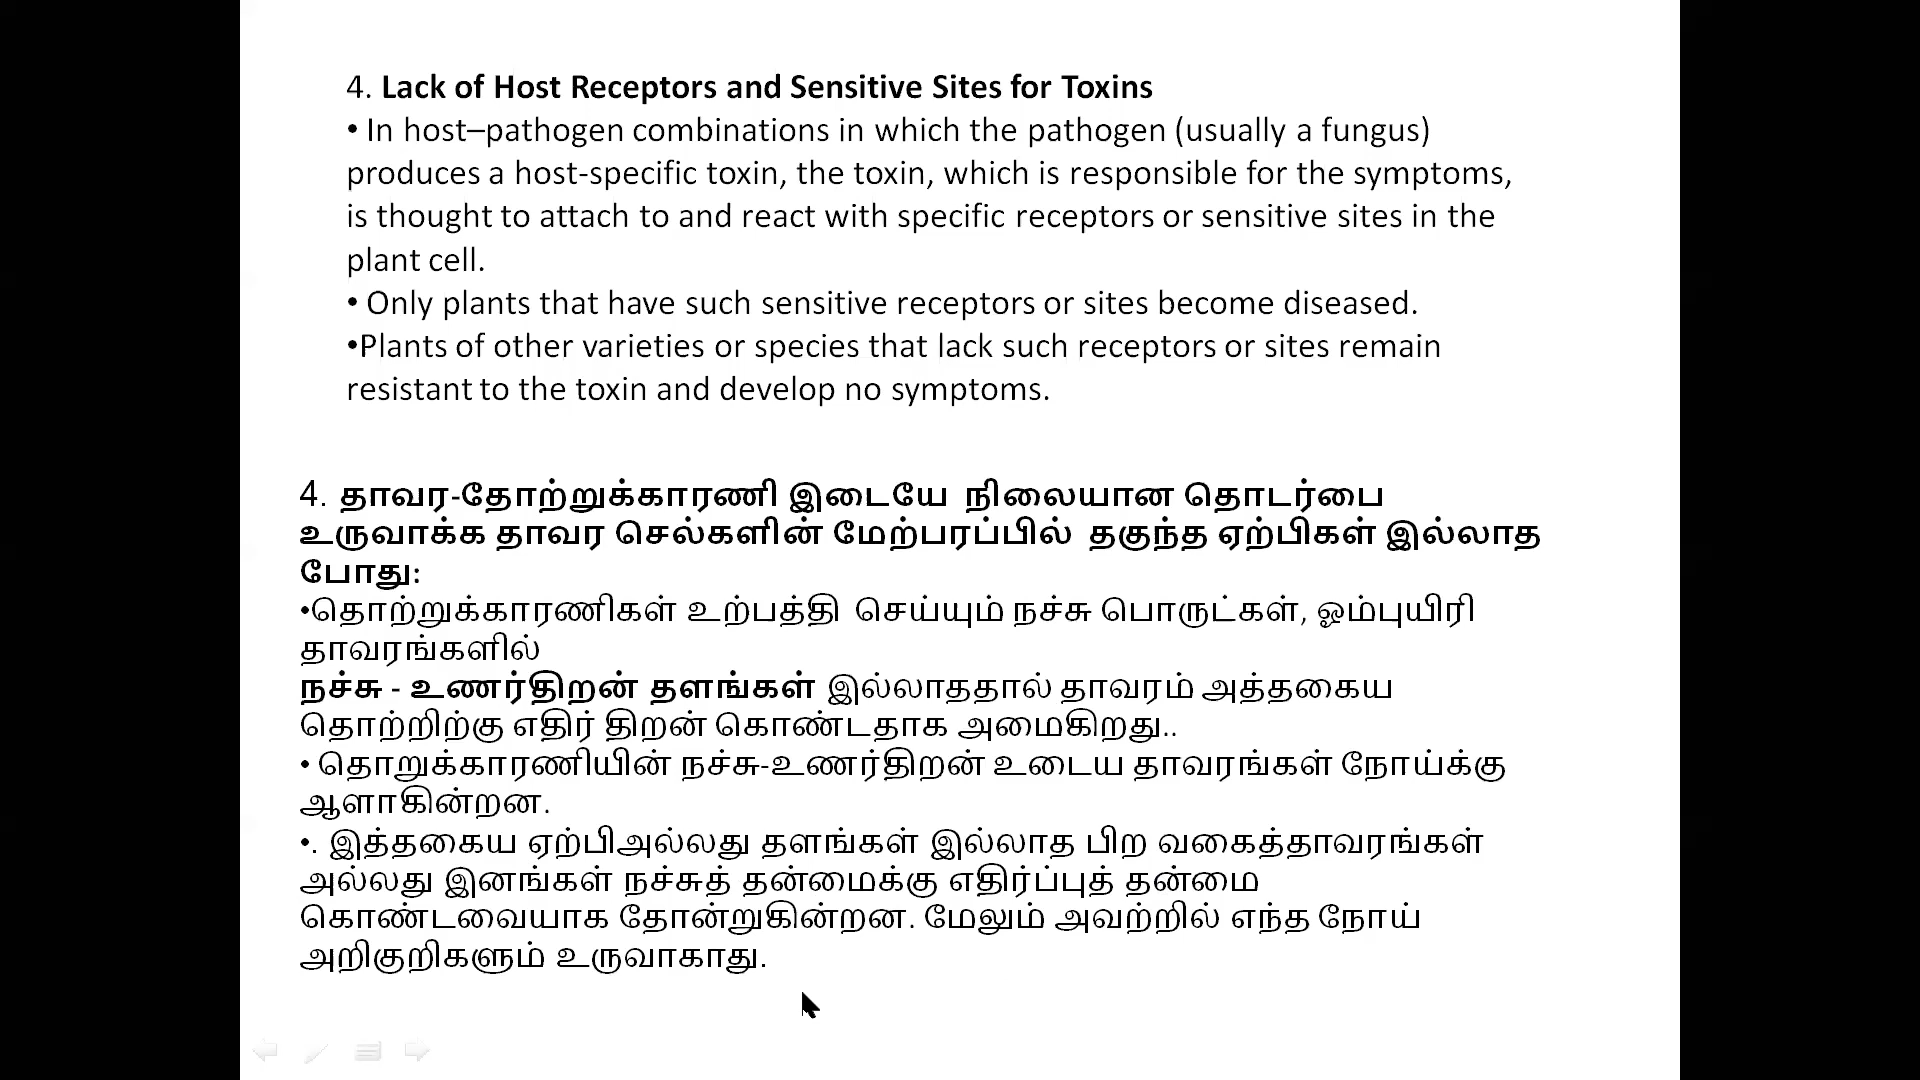 4. Lack of Host Receptors and Sensitive Sites for Toxins
• In host–pathogen combinations in which the pathogen (usually a fungus)
produces a host-specific toxin, the toxin, which is responsible for the symptoms,
is thought to attach to and react with specific receptors or sensitive sites in the
plant cell.
• Only plants that have such sensitive receptors or sites become diseased.
•Plants of other varieties or species that lack such receptors or sites remain
resistant to the toxin and develop no symptoms.
4. தாவர-தோற்றுக்காரணி இடையே நிலையான தொடர்பை
உருவாக்க தாவர செல்களின் மேற்பரப்பில் தகுந்த ஏற்பிகள் இல்லாத
போது:
•தொற்றுக்காரணிகள் உற்பத்தி செய்யும் நச்சு பொருட்கள், ஓம்புயிரி
தாவரங்களில்
நச்சு - உணர்திறன் தளங்கள் இல்லாததால் தாவரம் அத்தகைய
தொற்றிற்கு எதிர் திறன் கொண்டதாக அமைகிறது..
• தொறுக்காரணியின் நச்சு-உணர்திறன் உடைய தாவரங்கள் நோய்க்கு
ஆளாகின்றன.
•. இத்தகைய ஏற்பிஅல்லது தளங்கள் இல்லாத பிற வகைத்தாவரங்கள்
அல்லது இனங்கள் நச்சுத் தன்மைக்கு எதிர்ப்புத் தன்மை
கொண்டவையாக தோன்றுகின்றன. மேலும் அவற்றில் எந்த நோய்
அறிகுறிகளும் உருவாகாது.